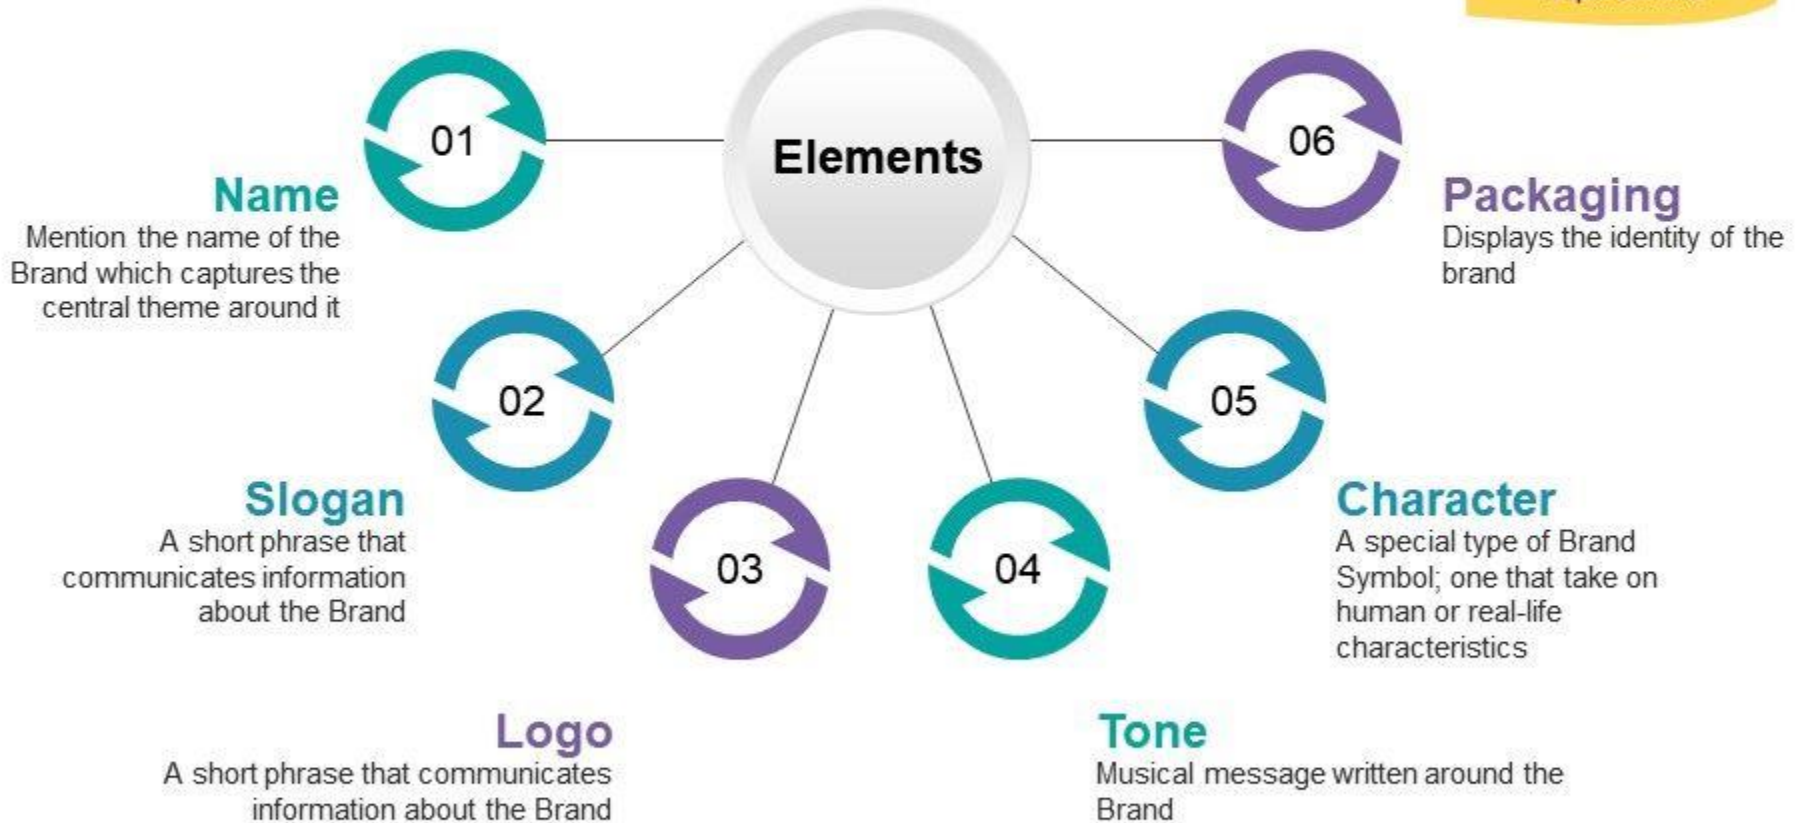 Elements
01
Name
Mention the name of the
Brand which captures the
central theme around it
02
Slogan
A short phrase that
communicates information
about the Brand
03
Logo
A short phrase that communicates
information about the Brand
04
Tone
Musical message written around the
Brand
05
Character
A special type of Brand
Symbol; one that take on
human or real-life
characteristics
06
Packaging
Displays the identity of the
brand